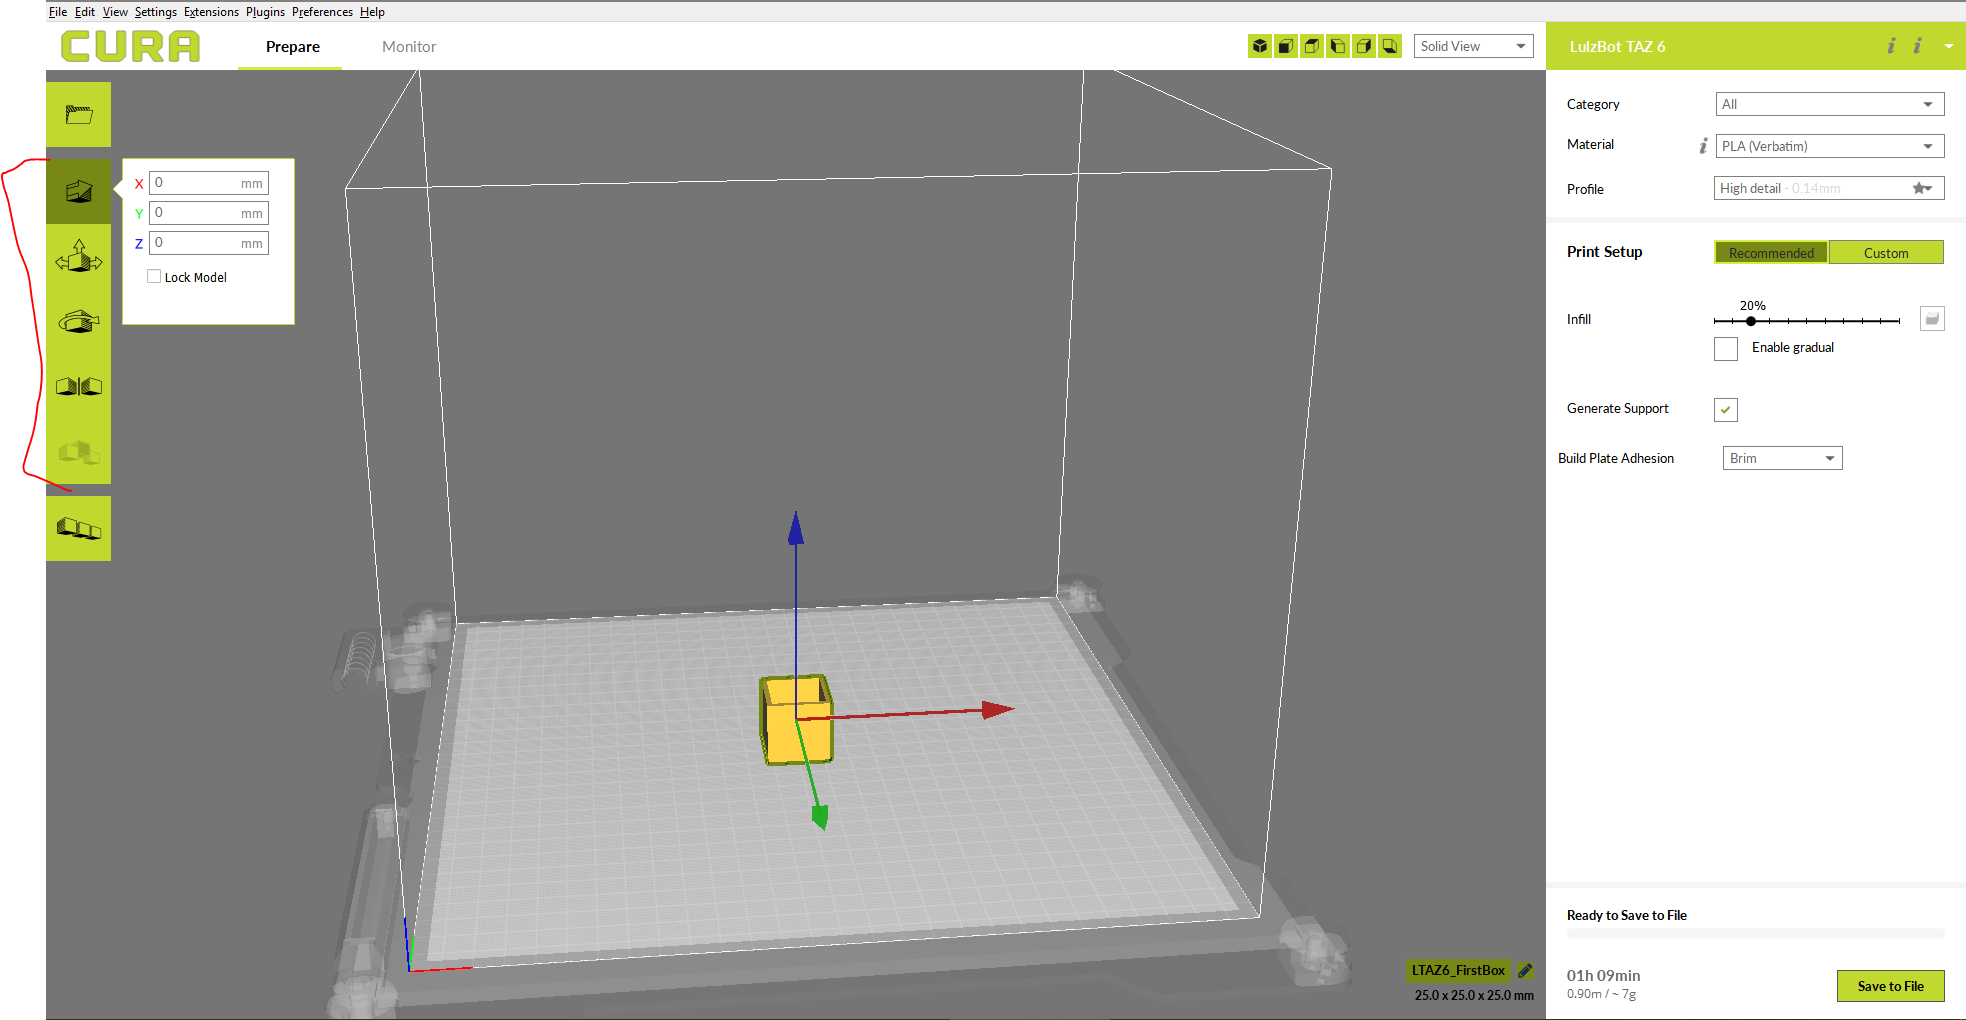 File Edit View Settings Extensions Plugins Preferences Help
CURA
Prepare
Monitor
Solid View
LulzBot TAZ 6
X 0 mm
Y 0 mm
Z 0 mm
Lock Model
Category
All
Material
PLA (Verbatim)
Profile
High detail - 0.14mm
Print Setup
Recommended
Custom
20%
Infill
Enable gradual
Generate Support
Build Plate Adhesion
Brim
LTAZ6_FirstBox
25.0 x 25.0 x 25.0 mm
Ready to Save to File
01h 09min
0.90m / ~ 7g
Save to File